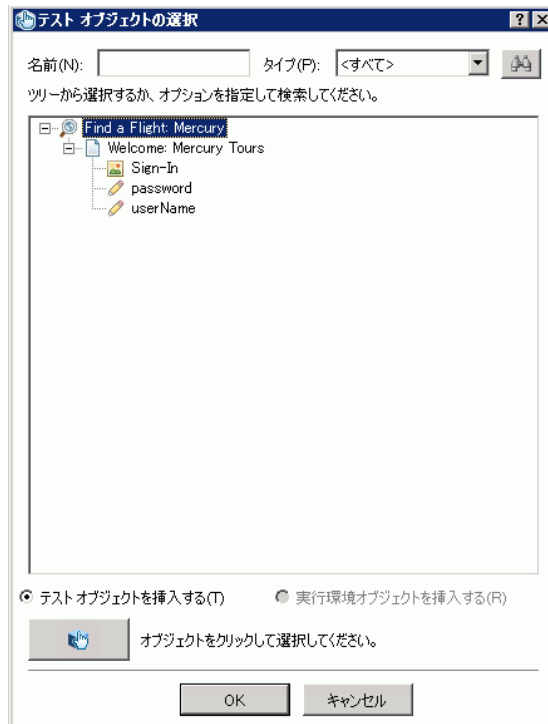 テスト オブジェクトの選択
名前(N): タイプ(P): <すべて>
ツリーから選択するか、オプションを指定して検索してください。
Find a Flight: Mercury
Welcome: Mercury Tours
Sign-In
password
userName
テスト オブジェクトを挿入する(T) 実行環境オブジェクトを挿入する(R)
オブジェクトをクリックして選択してください。
OK キャンセル